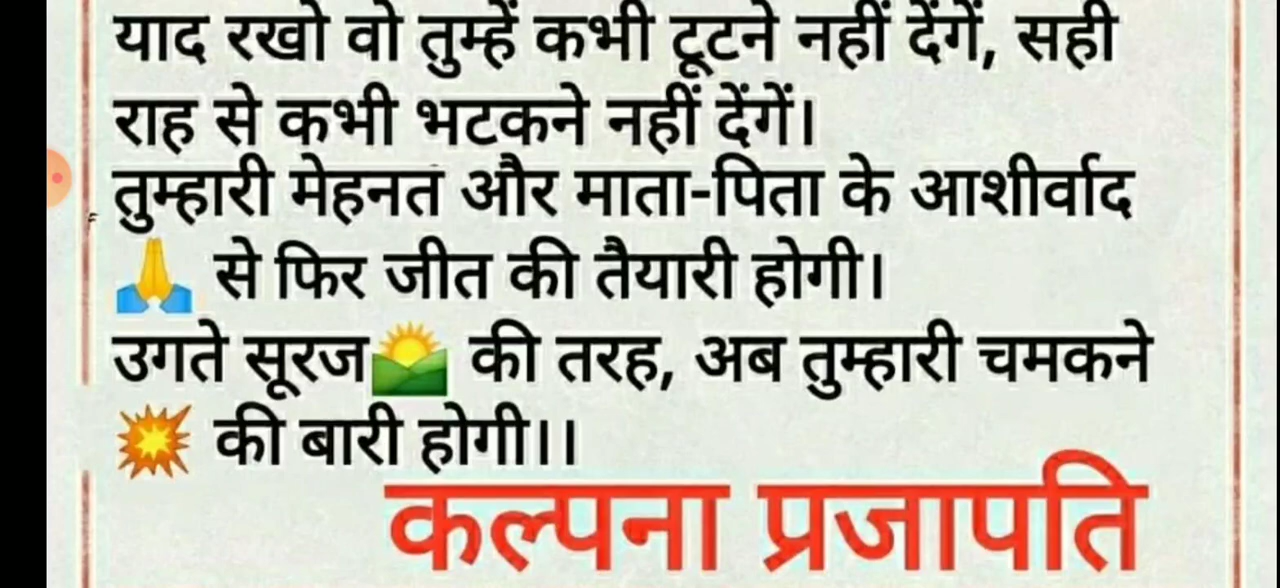 याद रखो वो तुम्हें कभी टूटने नहीं देंगें, सही
राह से कभी भटकने नहीं देंगें।
तुम्हारी मेहनत और माता-पिता के आशीर्वाद
🙏 से फिर जीत की तैयारी होगी।
उगते सूरज🌄 की तरह, अब तुम्हारी चमकने
💥 की बारी होगी।।
कल्पना प्रजापति